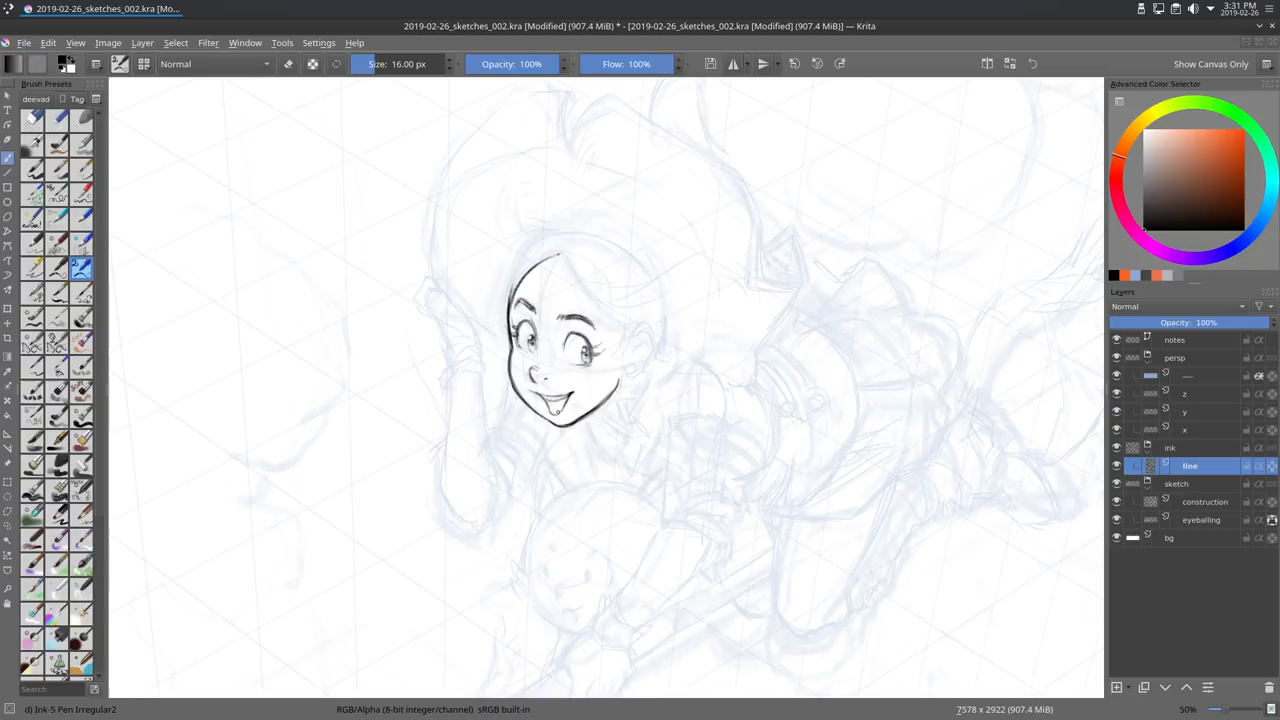 2019-02-26_sketches_002.kra [Mo...
3:31 PM
2019-02-26
2019-02-26_sketches_002.kra [Modified] (907.4 MiB) * - [2019-02-26_sketches_002.kra [Modified] (907.4 MiB)] — Krita
File Edit View Image Layer Select Filter Window Tools Settings Help
Normal Size: 16.00 px Opacity: 100% Flow: 100% Show Canvas Only
Brush Presets
deevad Tag
Advanced Color Selector
Layers
Normal
Opacity: 100%
notes
persp
----
z
y
x
ink
line
sketch
construction
eyeballing
bg
Search
d) Ink-5 Pen Irregular2 RGB/Alpha (8-bit integer/channel) sRGB built-in 7578 x 2922 (907.4 MiB) 50%